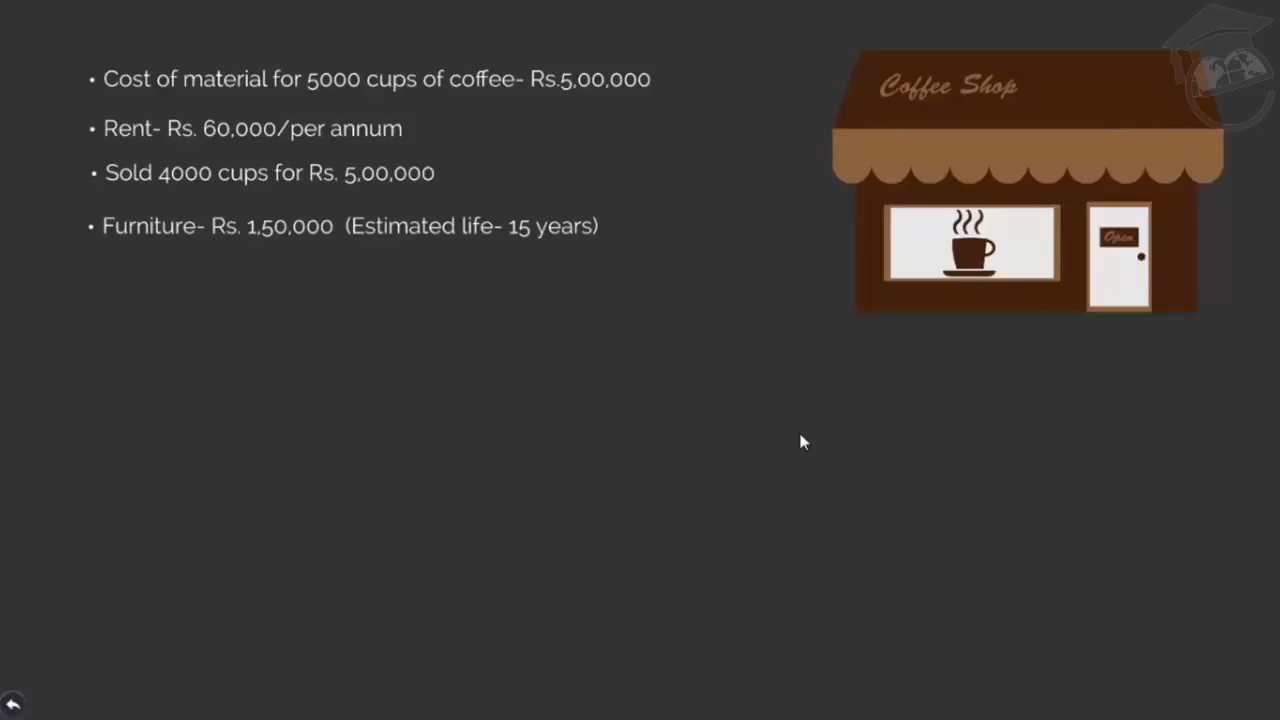 • Cost of material for 5000 cups of coffee- Rs.5,00,000
• Rent- Rs. 60,000/per annum
• Sold 4000 cups for Rs. 5,00,000
• Furniture- Rs. 1,50,000 (Estimated life- 15 years)
Coffee Shop
Open